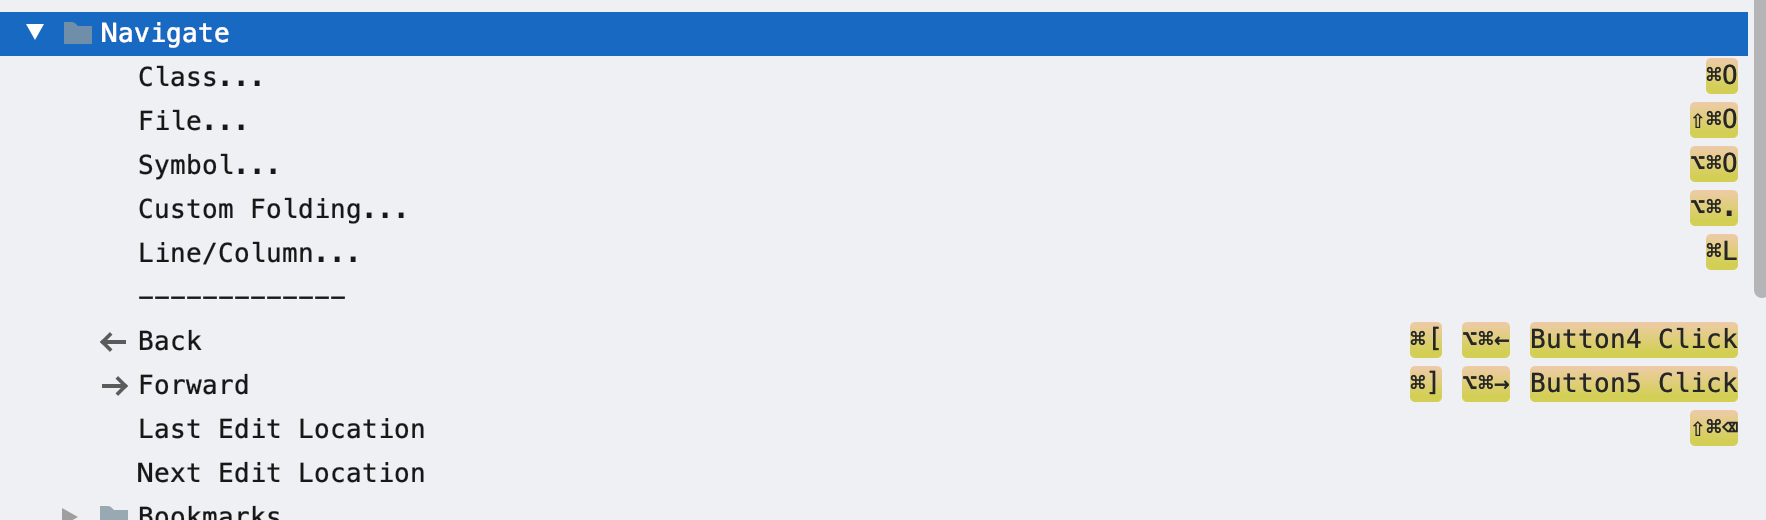 Navigate
Class... ⌘O
File... ⇧⌘O
Symbol... ⌥⌘O
Custom Folding... ⌥⌘.
Line/Column... ⌘L
-------------
Back ⌘[ ⌥⌘← Button4 Click
Forward ⌘] ⌥⌘→ Button5 Click
Last Edit Location ⇧⌘⌫
Next Edit Location
Bookmarks